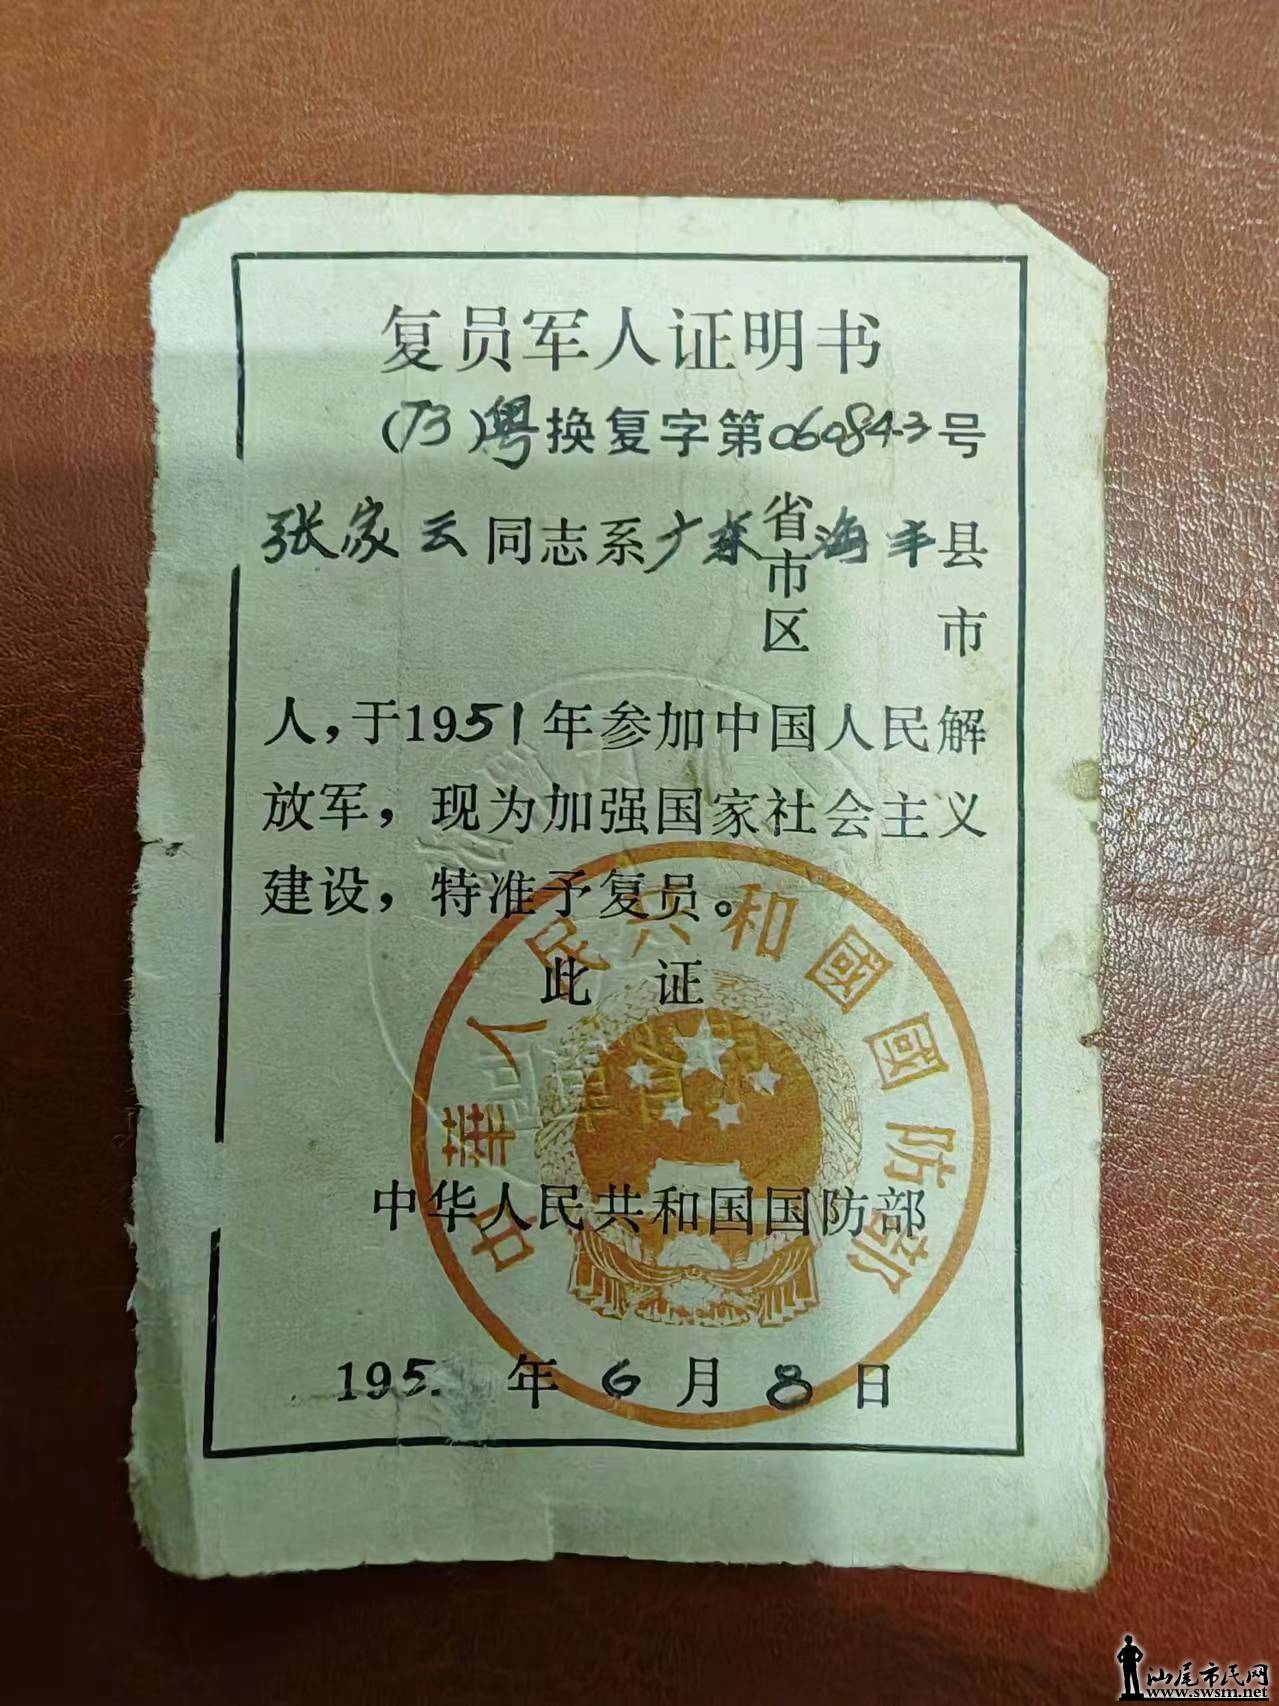 复员军人证明书
(73)粤换复字第060843号
张家云同志系广东省市区海丰县市
人,于1951年参加中国人民解
放军,现为加强国家社会主义
建设,特准予复员。
此 证
中华人民共和国国防部
中華人民共和國國防部
195 年6月8日
汕尾市民网
www.swsm.net